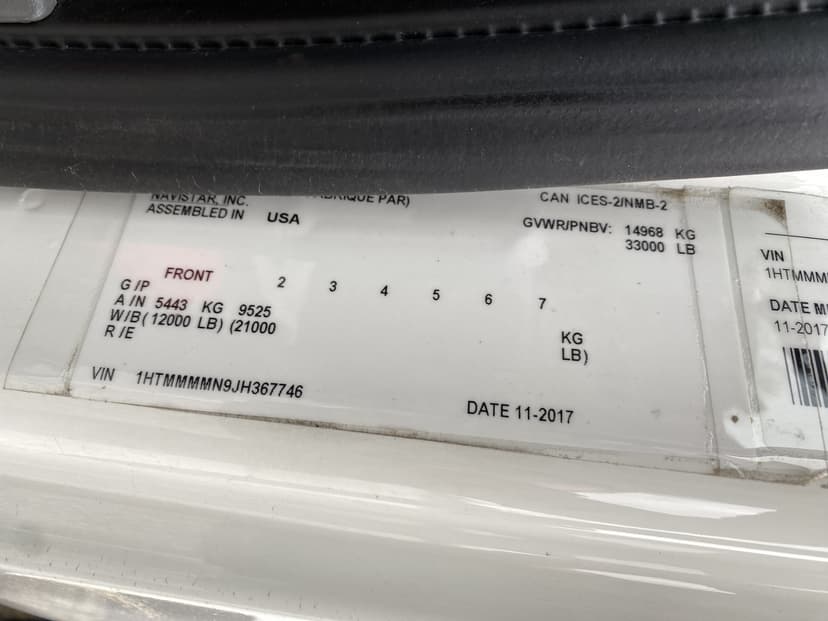 NAVISTAR, INC.
ASSEMBLED IN USA
CAN ICES-2/NMB-2
GVWR/PNBV: 14968 KG
33000 LB
FRONT 2 3 4 5 6 7
G/P
A/N 5443 KG 9525 KG
W/B (12000 LB) (21000 LB)
R/E
VIN 1HTMMMMN9JH367746
DATE 11-2017
VIN
1HTMMM
DATE
11-2017